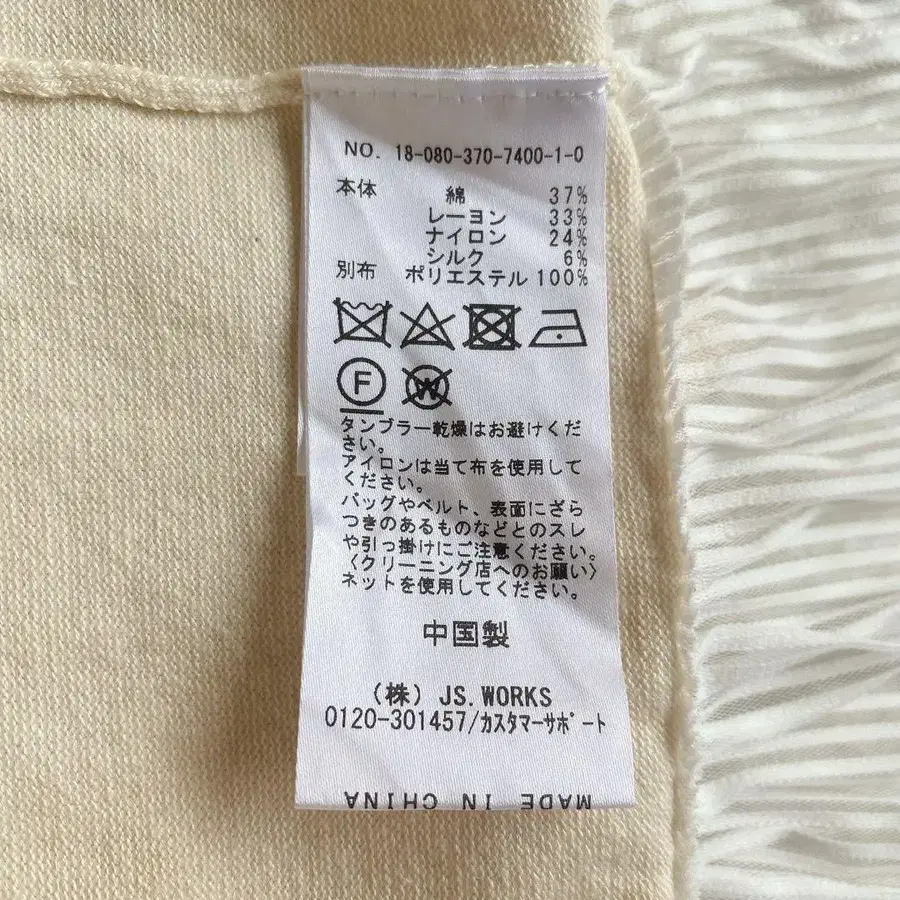 NO. 18-080-370-7400-1-0
本体 綿 37%
レーヨン 33%
ナイロン 24%
シルク 6%
別布 ポリエステル 100%
F W
タンブラー乾燥はお避けくだ
さい。
アイロンは当て布を使用して
ください。
バッグやベルト、表面にざら
つきのあるものなどとのスレ
や引っ掛けにご注意ください。
〈クリーニング店へのお願い〉
ネットを使用してください。
中国製
(株) JS.WORKS
0120-301457/カスタマーサポート
MADE IN CHINA